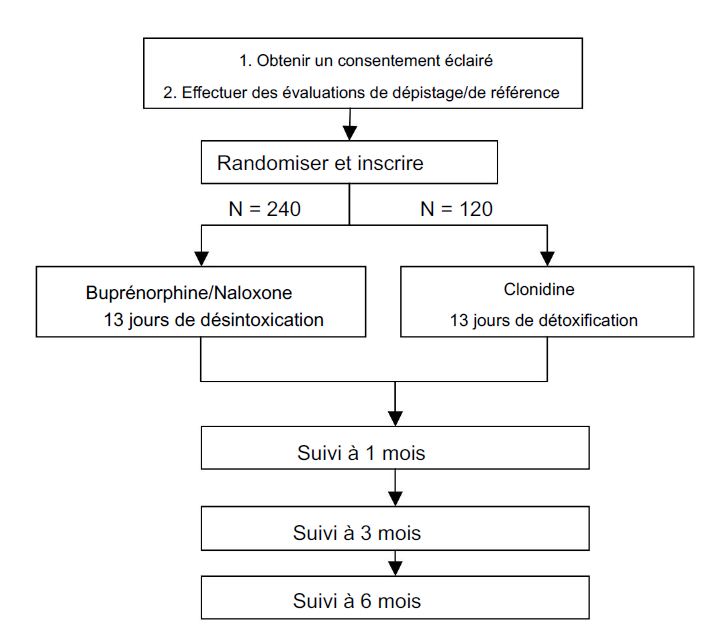 1. Obtenir un consentement éclairé
2. Effectuer des évaluations de dépistage/de référence
Randomiser et inscrire
N = 240
N = 120
Buprénorphine/Naloxone
13 jours de désintoxication
Clonidine
13 jours de détoxification
Suivi à 1 mois
Suivi à 3 mois
Suivi à 6 mois